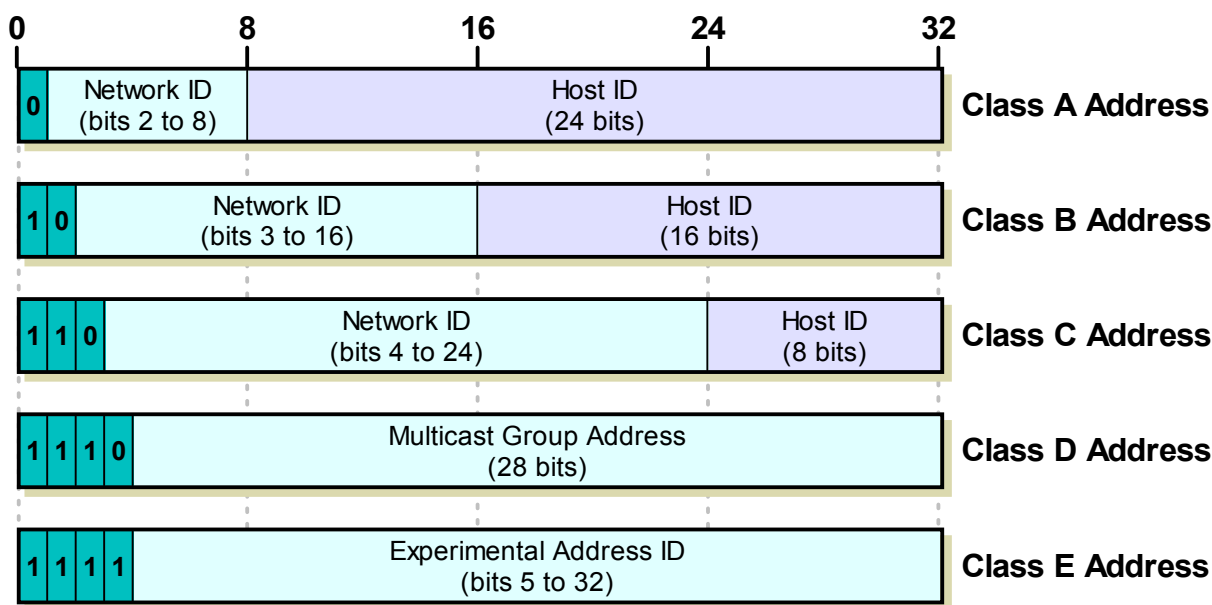 0 8 16 24 32
0 Network ID Host ID
(bits 2 to 8) (24 bits)
Class A Address
1 0 Network ID Host ID
(bits 3 to 16) (16 bits)
Class B Address
1 1 0 Network ID Host ID
(bits 4 to 24) (8 bits)
Class C Address
1 1 1 0 Multicast Group Address
(28 bits)
Class D Address
1 1 1 1 Experimental Address ID
(bits 5 to 32)
Class E Address